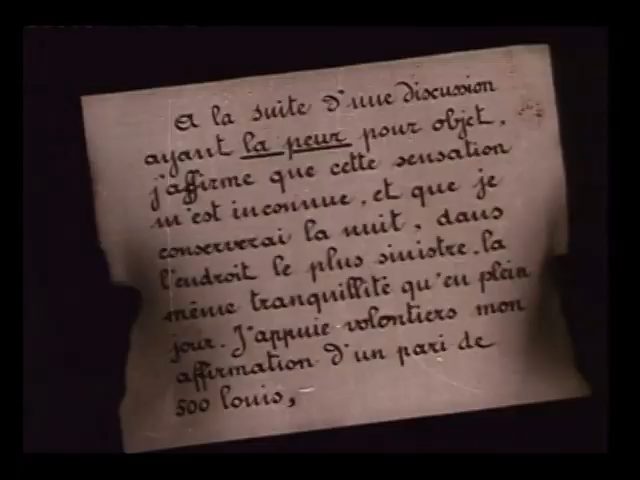 A la suite d'une discussion
ayant la peur pour objet,
j'affirme que cette sensation
m'est inconnue, et que je
conserverai la nuit, dans
l'endroit le plus sinistre, la
même tranquillité qu'en plein
jour. J'appuie volontiers mon
affirmation d'un pari de
500 louis,